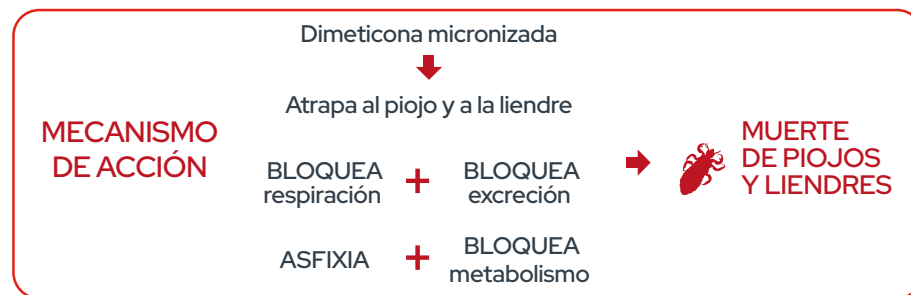 Dimeticona micronizada
Atrapa al piojo y a la liendre
MECANISMO
DE ACCIÓN
BLOQUEA
respiración
+
BLOQUEA
excreción
ASFIXIA
+
BLOQUEA
metabolismo
MUERTE
DE PIOJOS
Y LIENDRES